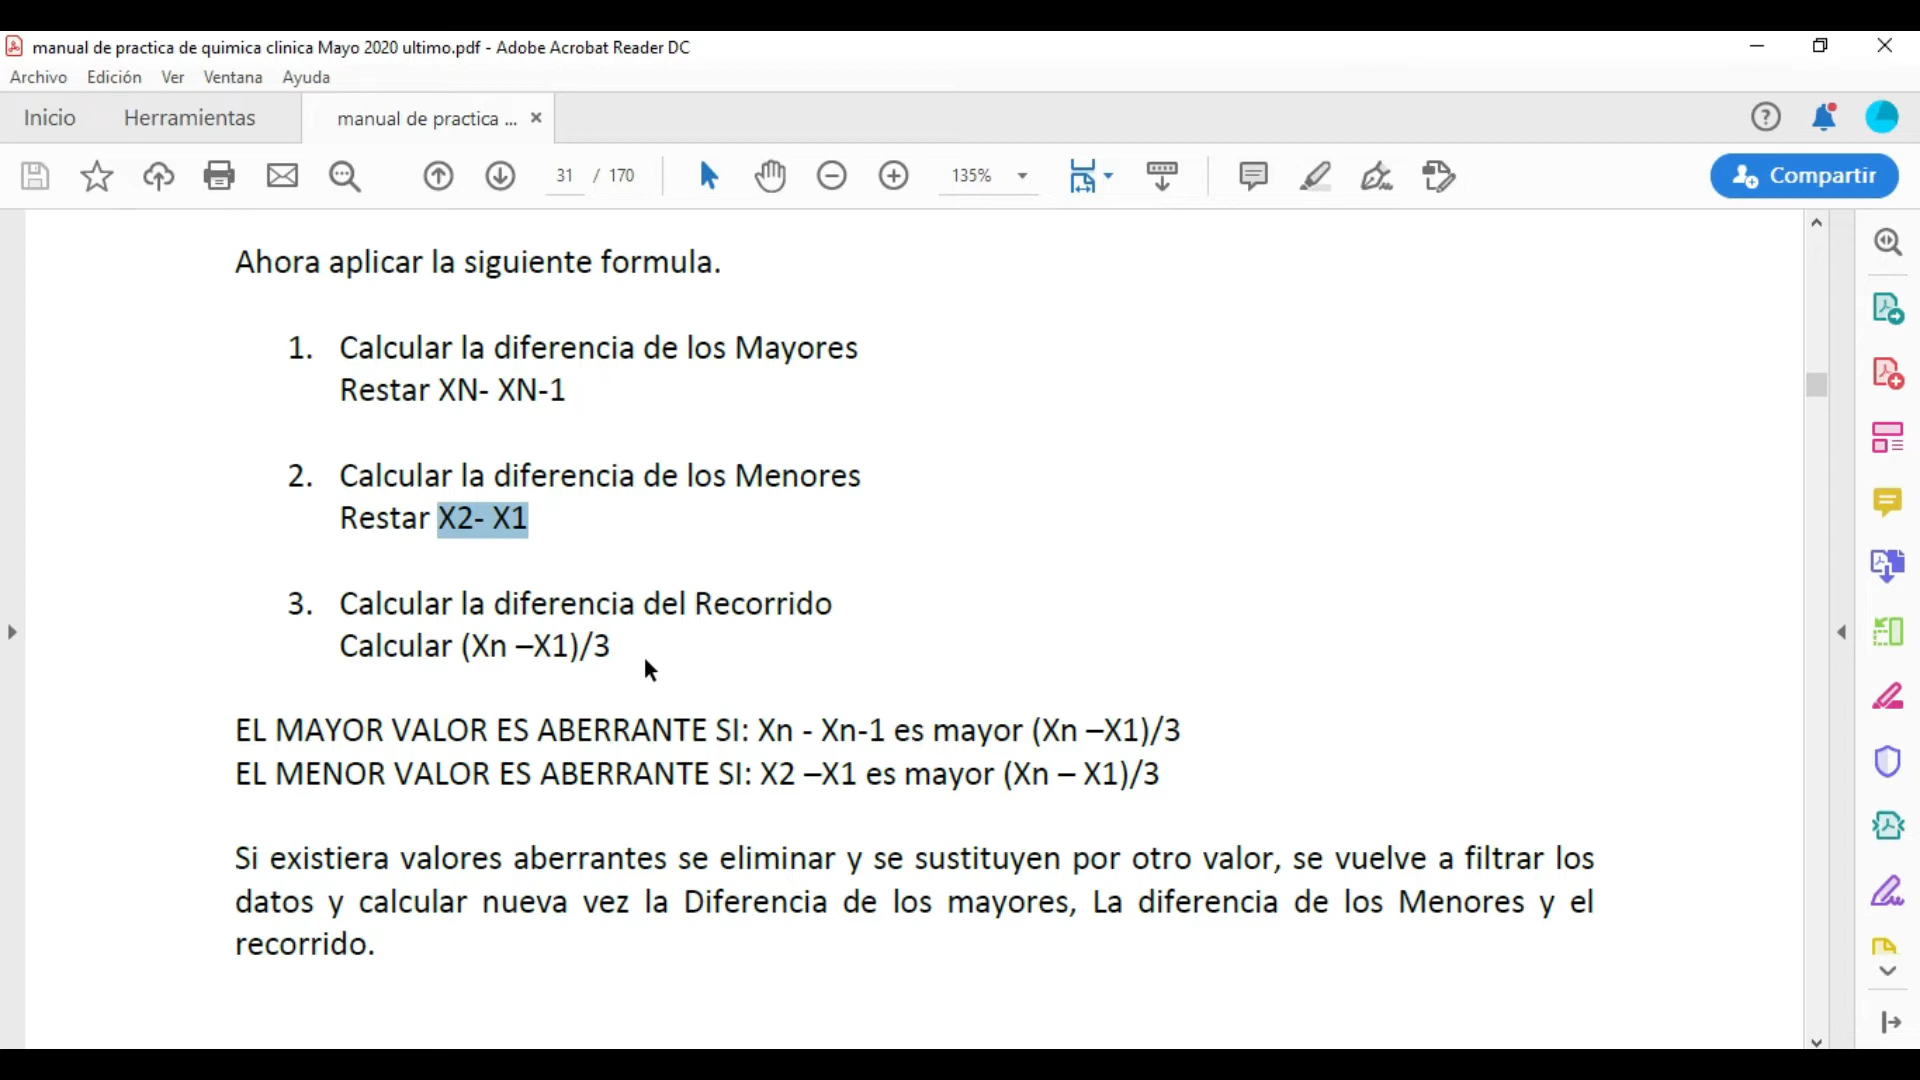 manual de practica de quimica clinica Mayo 2020 ultimo.pdf - Adobe Acrobat Reader DC
Archivo Edición Ver Ventana Ayuda
Inicio Herramientas manual de practica ... ×
31 / 170 135% Compartir
Ahora aplicar la siguiente formula.
1. Calcular la diferencia de los Mayores
Restar XN- XN-1
2. Calcular la diferencia de los Menores
Restar X2- X1
3. Calcular la diferencia del Recorrido
Calcular (Xn –X1)/3
EL MAYOR VALOR ES ABERRANTE SI: Xn - Xn-1 es mayor (Xn –X1)/3
EL MENOR VALOR ES ABERRANTE SI: X2 –X1 es mayor (Xn – X1)/3
Si existiera valores aberrantes se eliminar y se sustituyen por otro valor, se vuelve a filtrar los
datos y calcular nueva vez la Diferencia de los mayores, La diferencia de los Menores y el
recorrido.